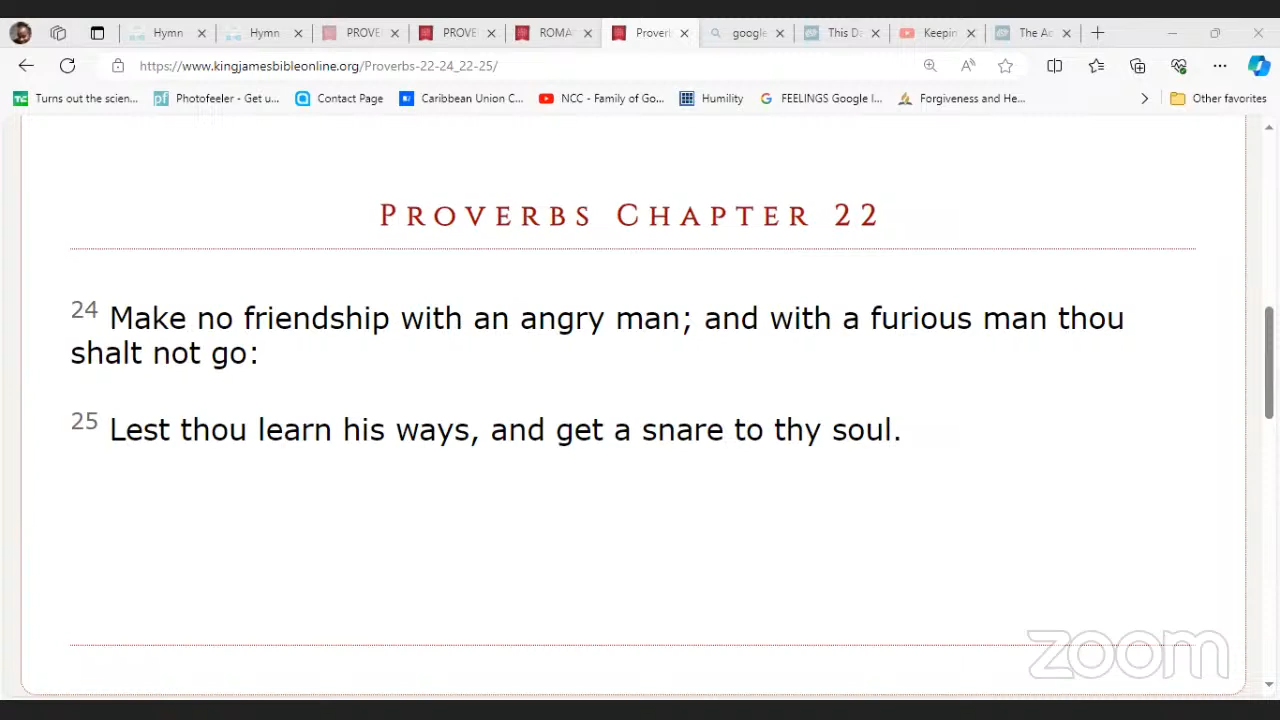 Hymn
Hymn
PROVE
PROVE
ROMA
Proverl
google
This Da
Keepin
The Ac
https://www.kingjamesbibleonline.org/Proverbs-22-24_22-25/
Turns out the scien...
Photofeeler - Get u...
Contact Page
Caribbean Union C...
NCC - Family of Go...
Humility
FEELINGS Google l...
Forgiveness and He...
Other favorites
PROVERBS CHAPTER 22
24 Make no friendship with an angry man; and with a furious man thou
shalt not go:
25 Lest thou learn his ways, and get a snare to thy soul.
zoom